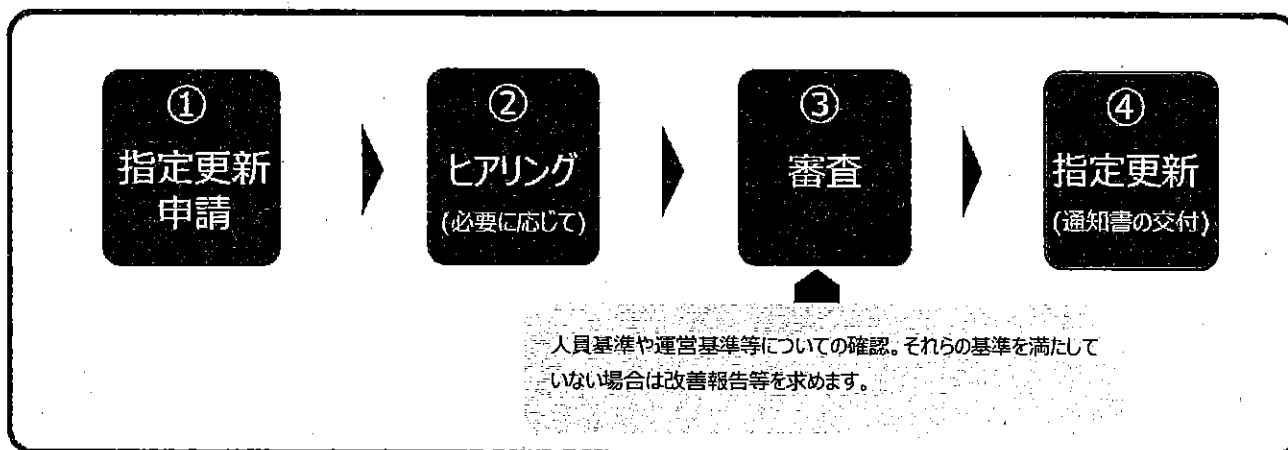 ①
指定更新
申請
②
ヒアリング
(必要に応じて)
③
審査
④
指定更新
(通知書の交付)
人員基準や運営基準等についての確認。それらの基準を満たして
いない場合は改善報告等を求めます。